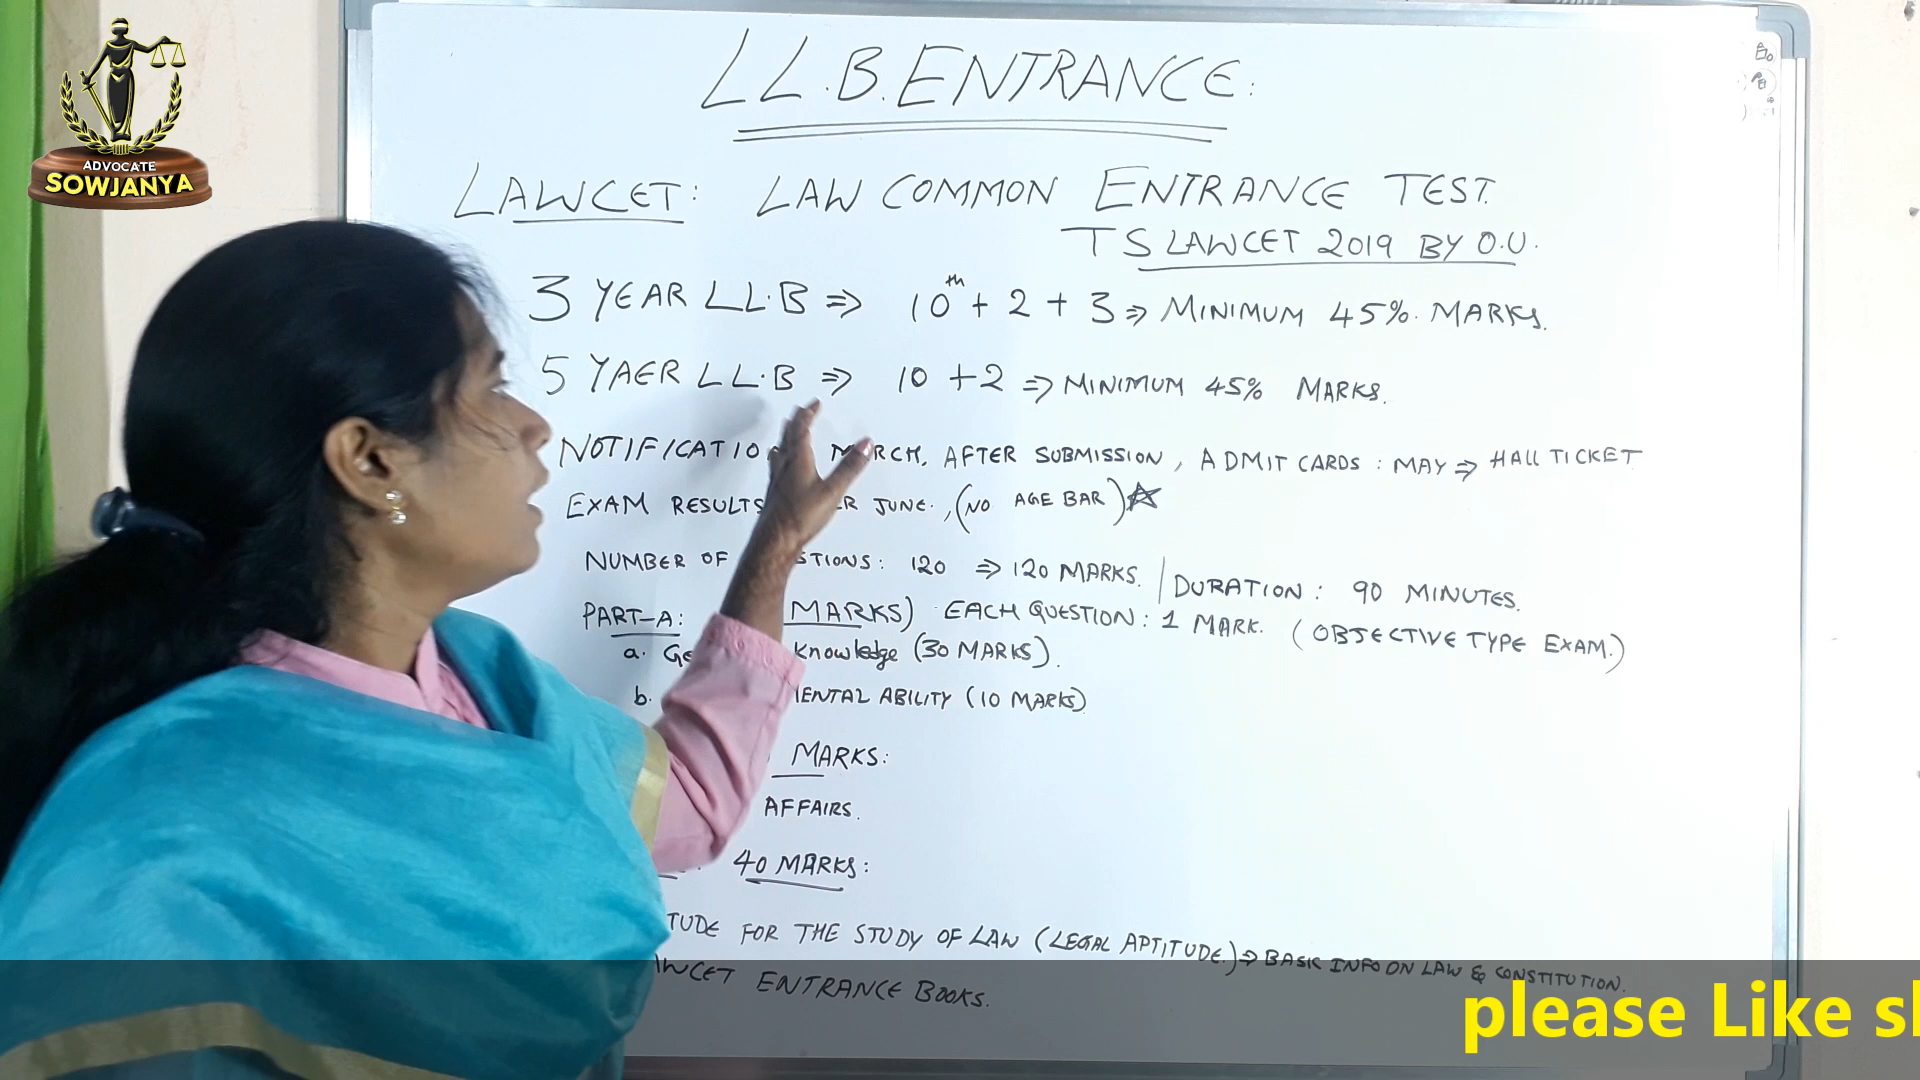 ADVOCATE
SOWJANYA
LL.B. ENTRANCE:
LAWCET: LAW COMMON ENTRANCE TEST.
TS LAWCET 2019 BY O.U.
3 YEAR LL.B ⇒ 10th + 2 + 3 ⇒ MINIMUM 45% MARKS.
5 YAER LL.B ⇒ 10 + 2 ⇒ MINIMUM 45% MARKS.
NOTIFICATION MARCH, AFTER SUBMISSION, ADMIT CARDS : MAY ⇒ HALL TICKET
EXAM RESULTS JUNE., (NO AGE BAR) ☆
NUMBER OF STIONS: 120 ⇒ 120 MARKS. | DURATION : 90 MINUTES.
PART-A: MARKS) EACH QUESTION : 1 MARK. (OBJECTIVE TYPE EXAM.)
a. Ge Knowledge (30 MARKS).
b. MENTAL ABILITY (10 MARKS)
MARKS:
AFFAIRS.
40 MARKS:
TUDE FOR THE STUDY OF LAW (LEGAL APTITUDE.) ⇒ BASIC INFO ON LAW & CONSTITUTION.
AWCET ENTRANCE BOOKS.
please Like sh